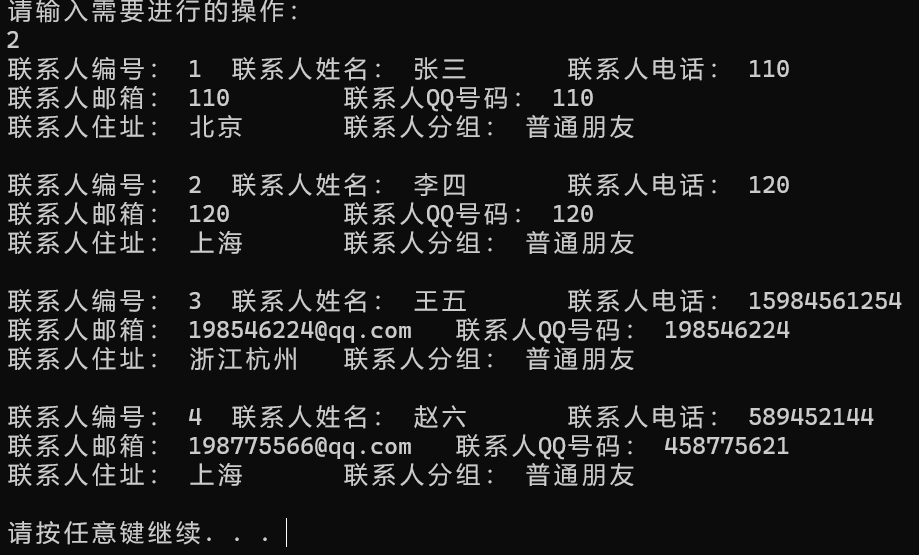 请输入需要进行的操作：
2
联系人编号： 1 联系人姓名： 张三 联系人电话： 110
联系人邮箱： 110 联系人QQ号码： 110
联系人住址： 北京 联系人分组： 普通朋友
联系人编号： 2 联系人姓名： 李四 联系人电话： 120
联系人邮箱： 120 联系人QQ号码： 120
联系人住址： 上海 联系人分组： 普通朋友
联系人编号： 3 联系人姓名： 王五 联系人电话： 15984561254
联系人邮箱： 198546224@qq.com 联系人QQ号码： 198546224
联系人住址： 浙江杭州 联系人分组： 普通朋友
联系人编号： 4 联系人姓名： 赵六 联系人电话： 589452144
联系人邮箱： 198775566@qq.com 联系人QQ号码： 458775621
联系人住址： 上海 联系人分组： 普通朋友
请按任意键继续. . .